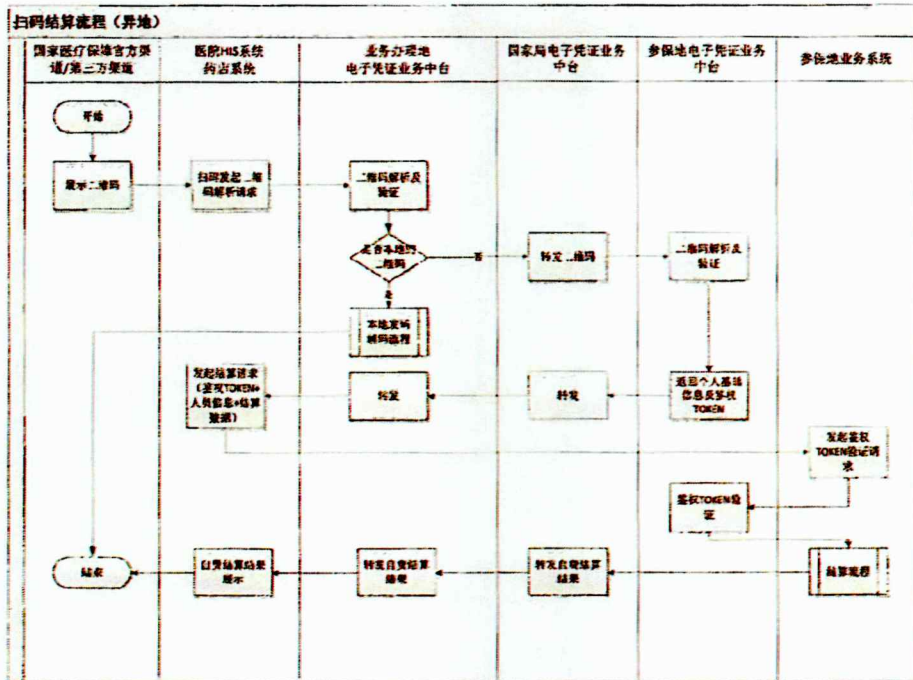 扫码结算流程（异地）
国家医疗保障官方渠
道/第三方渠道
医院HIS系统
药店系统
业务办理地
电子凭证业务中台
国家局电子凭证业务
中台
参保地电子凭证业务
中台
参保地业务系统
开始
展示二维码
扫码发起二维
码解析请求
二维码解析及
验证
是否本地的
二维码
否
转发二维码
二维码解析及
验证
是
本地发码
解码流程
发起结算请求
（鉴权TOKEN+
人员信息+结算
数据）
转发
转发
返回个人基础
信息及鉴权
TOKEN
发起鉴权
TOKEN验证请
求
鉴权TOKEN验
证
结束
自费结算结果
展示
转发自费结算
结果
转发自费结算
结果
结算流程